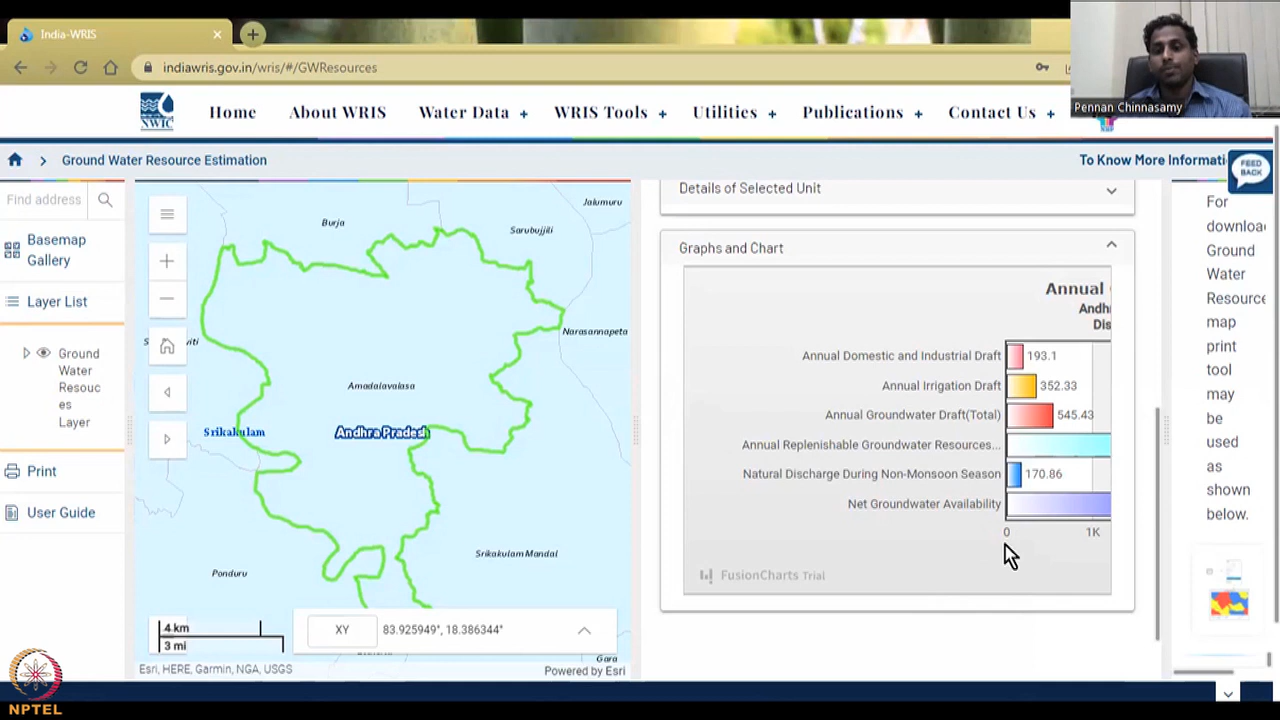 India-WRIS
indiawris.gov.in/wris/#/GWResources
Pennan Chinnasamy
NWIC
Home
About WRIS
Water Data +
WRIS Tools +
Utilities +
Publications +
Contact Us +
Ground Water Resource Estimation
To Know More Informati
FEED
BACK
Find address
Basemap
Gallery
Layer List
Ground
Water
Resouc
es
Layer
Print
User Guide
Burja
Jalumuru
Sarubujjili
Narasannapeta
viti
Amadalavalasa
Srikakulam
Andhra Pradesh
Srikakulam Mandal
Ponduru
4 km
3 mi
XY
83.925949°, 18.386344°
Gara
Esri, HERE, Garmin, NGA, USGS
Powered by Esri
Details of Selected Unit
Graphs and Chart
Annual
Andh
Dis
Annual Domestic and Industrial Draft 193.1
Annual Irrigation Draft 352.33
Annual Groundwater Draft(Total) 545.43
Annual Replenishable Groundwater Resources...
Natural Discharge During Non-Monsoon Season 170.86
Net Groundwater Availability
0 1K
FusionCharts Trial
For
downloa
Ground
Water
Resource
map
print
tool
may
be
used
as
shown
below.
NPTEL